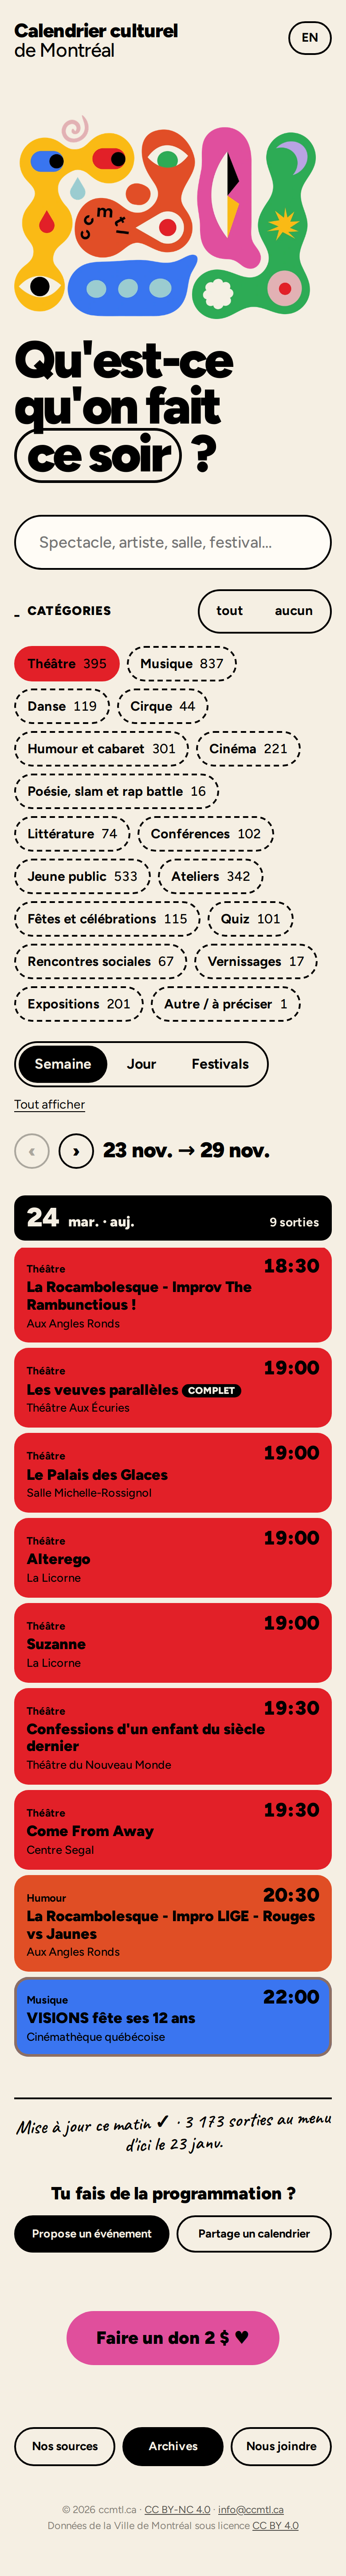 Calendrier culturel
de Montréal
EN
ccmtl
Qu'est-ce
qu'on fait
ce soir ?
Spectacle, artiste, salle, festival…
- CATÉGORIES
tout aucun
Théâtre 395
Musique 837
Danse 119
Cirque 44
Humour et cabaret 301
Cinéma 221
Poésie, slam et rap battle 16
Littérature 74
Conférences 102
Jeune public 533
Ateliers 342
Fêtes et célébrations 115
Quiz 101
Rencontres sociales 67
Vernissages 17
Expositions 201
Autre / à préciser 1
Semaine Jour Festivals
Tout afficher
‹ › 23 nov. → 29 nov.
24 mar. · auj. 9 sorties
Théâtre 18:30
La Rocambolesque - Improv The
Rambunctious !
Aux Angles Ronds
Théâtre 19:00
Les veuves parallèles COMPLET
Théâtre Aux Écuries
Théâtre 19:00
Le Palais des Glaces
Salle Michelle-Rossignol
Théâtre 19:00
Alterego
La Licorne
Théâtre 19:00
Suzanne
La Licorne
Théâtre 19:30
Confessions d'un enfant du siècle
dernier
Théâtre du Nouveau Monde
Théâtre 19:30
Come From Away
Centre Segal
Humour 20:30
La Rocambolesque - Impro LIGE - Rouges
vs Jaunes
Aux Angles Ronds
Musique 22:00
VISIONS fête ses 12 ans
Cinémathèque québécoise
Mise à jour ce matin ✓ · 3 173 sorties au menu
d'ici le 23 janv.
Tu fais de la programmation ?
Propose un événement
Partage un calendrier
Faire un don 2 $ ♥
Nos sources
Archives
Nous joindre
© 2026 ccmtl.ca · CC BY-NC 4.0 · info@ccmtl.ca
Données de la Ville de Montréal sous licence CC BY 4.0